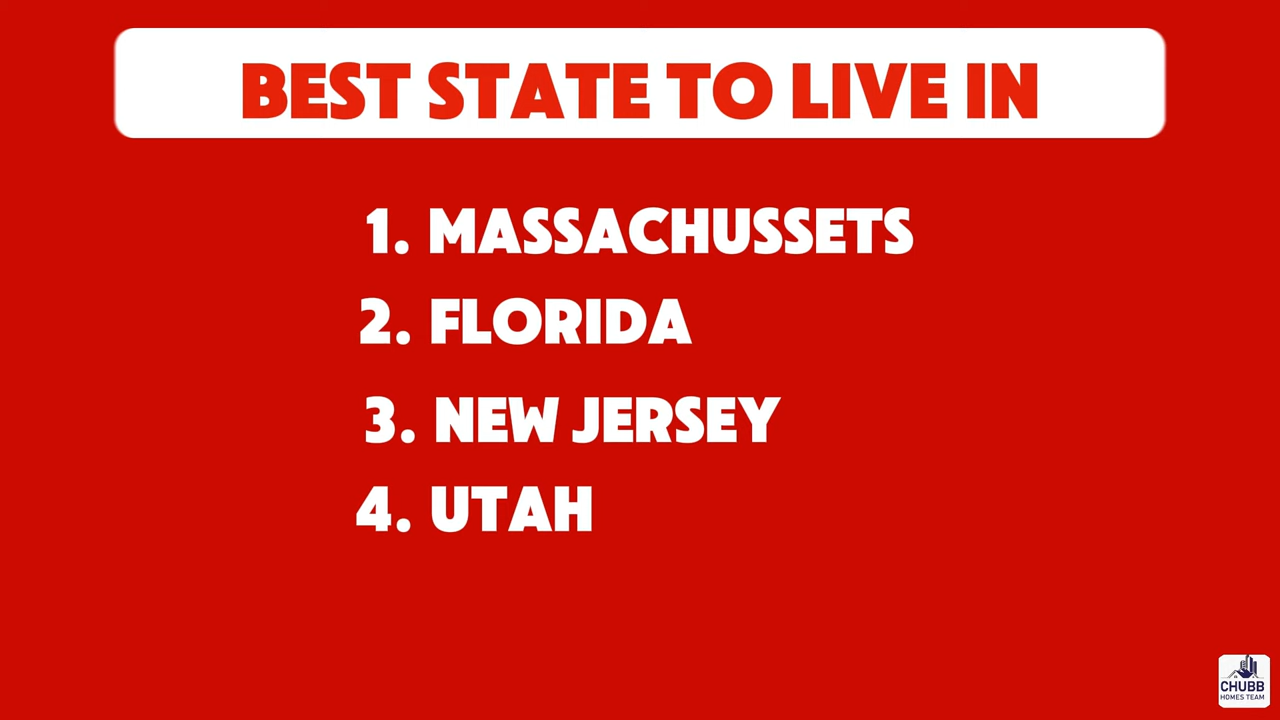 BEST STATE TO LIVE IN
1. MASSACHUSSETS
2. FLORIDA
3. NEW JERSEY
4. UTAH
CHUBB
HOMES TEAM